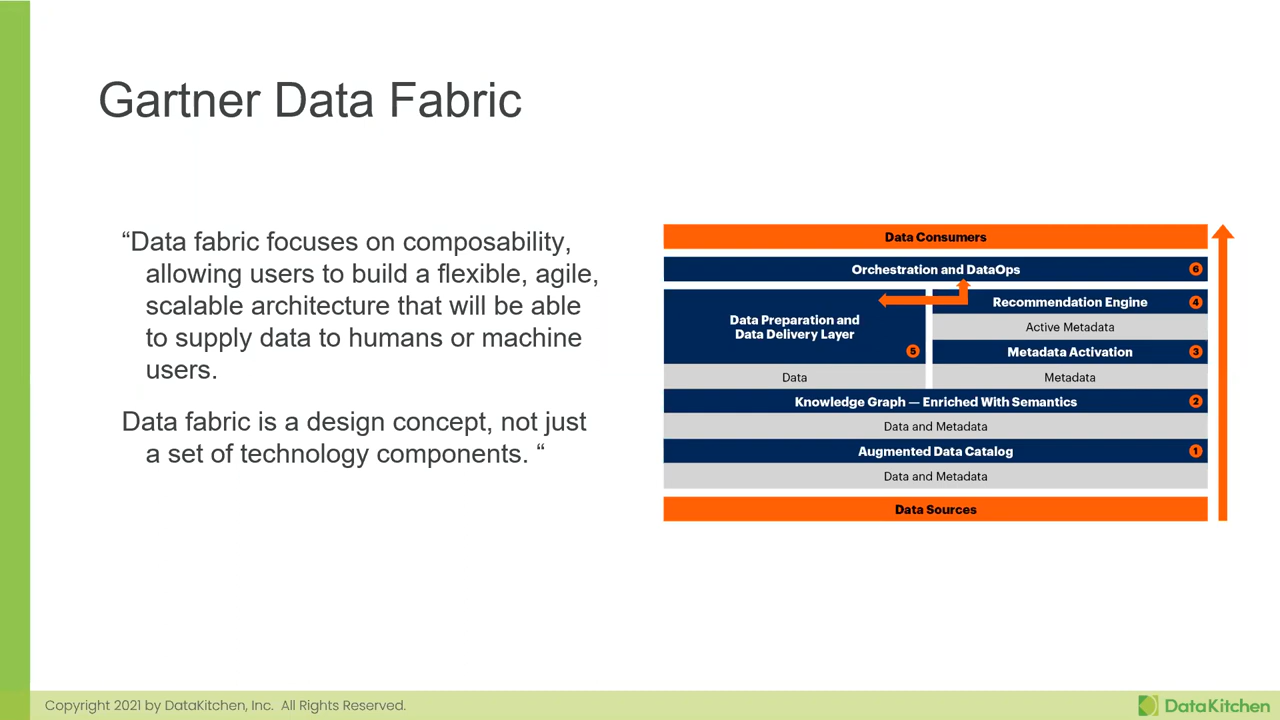 Gartner Data Fabric
“Data fabric focuses on composability,
allowing users to build a flexible, agile,
scalable architecture that will be able
to supply data to humans or machine
users.
Data fabric is a design concept, not just
a set of technology components. “
Data Consumers
Orchestration and DataOps 6
Data Preparation and
Data Delivery Layer
5
Data
Recommendation Engine 4
Active Metadata
Metadata Activation 3
Metadata
Knowledge Graph — Enriched With Semantics 2
Data and Metadata
Augmented Data Catalog 1
Data and Metadata
Data Sources
Copyright 2021 by DataKitchen, Inc. All Rights Reserved.
DataKitchen